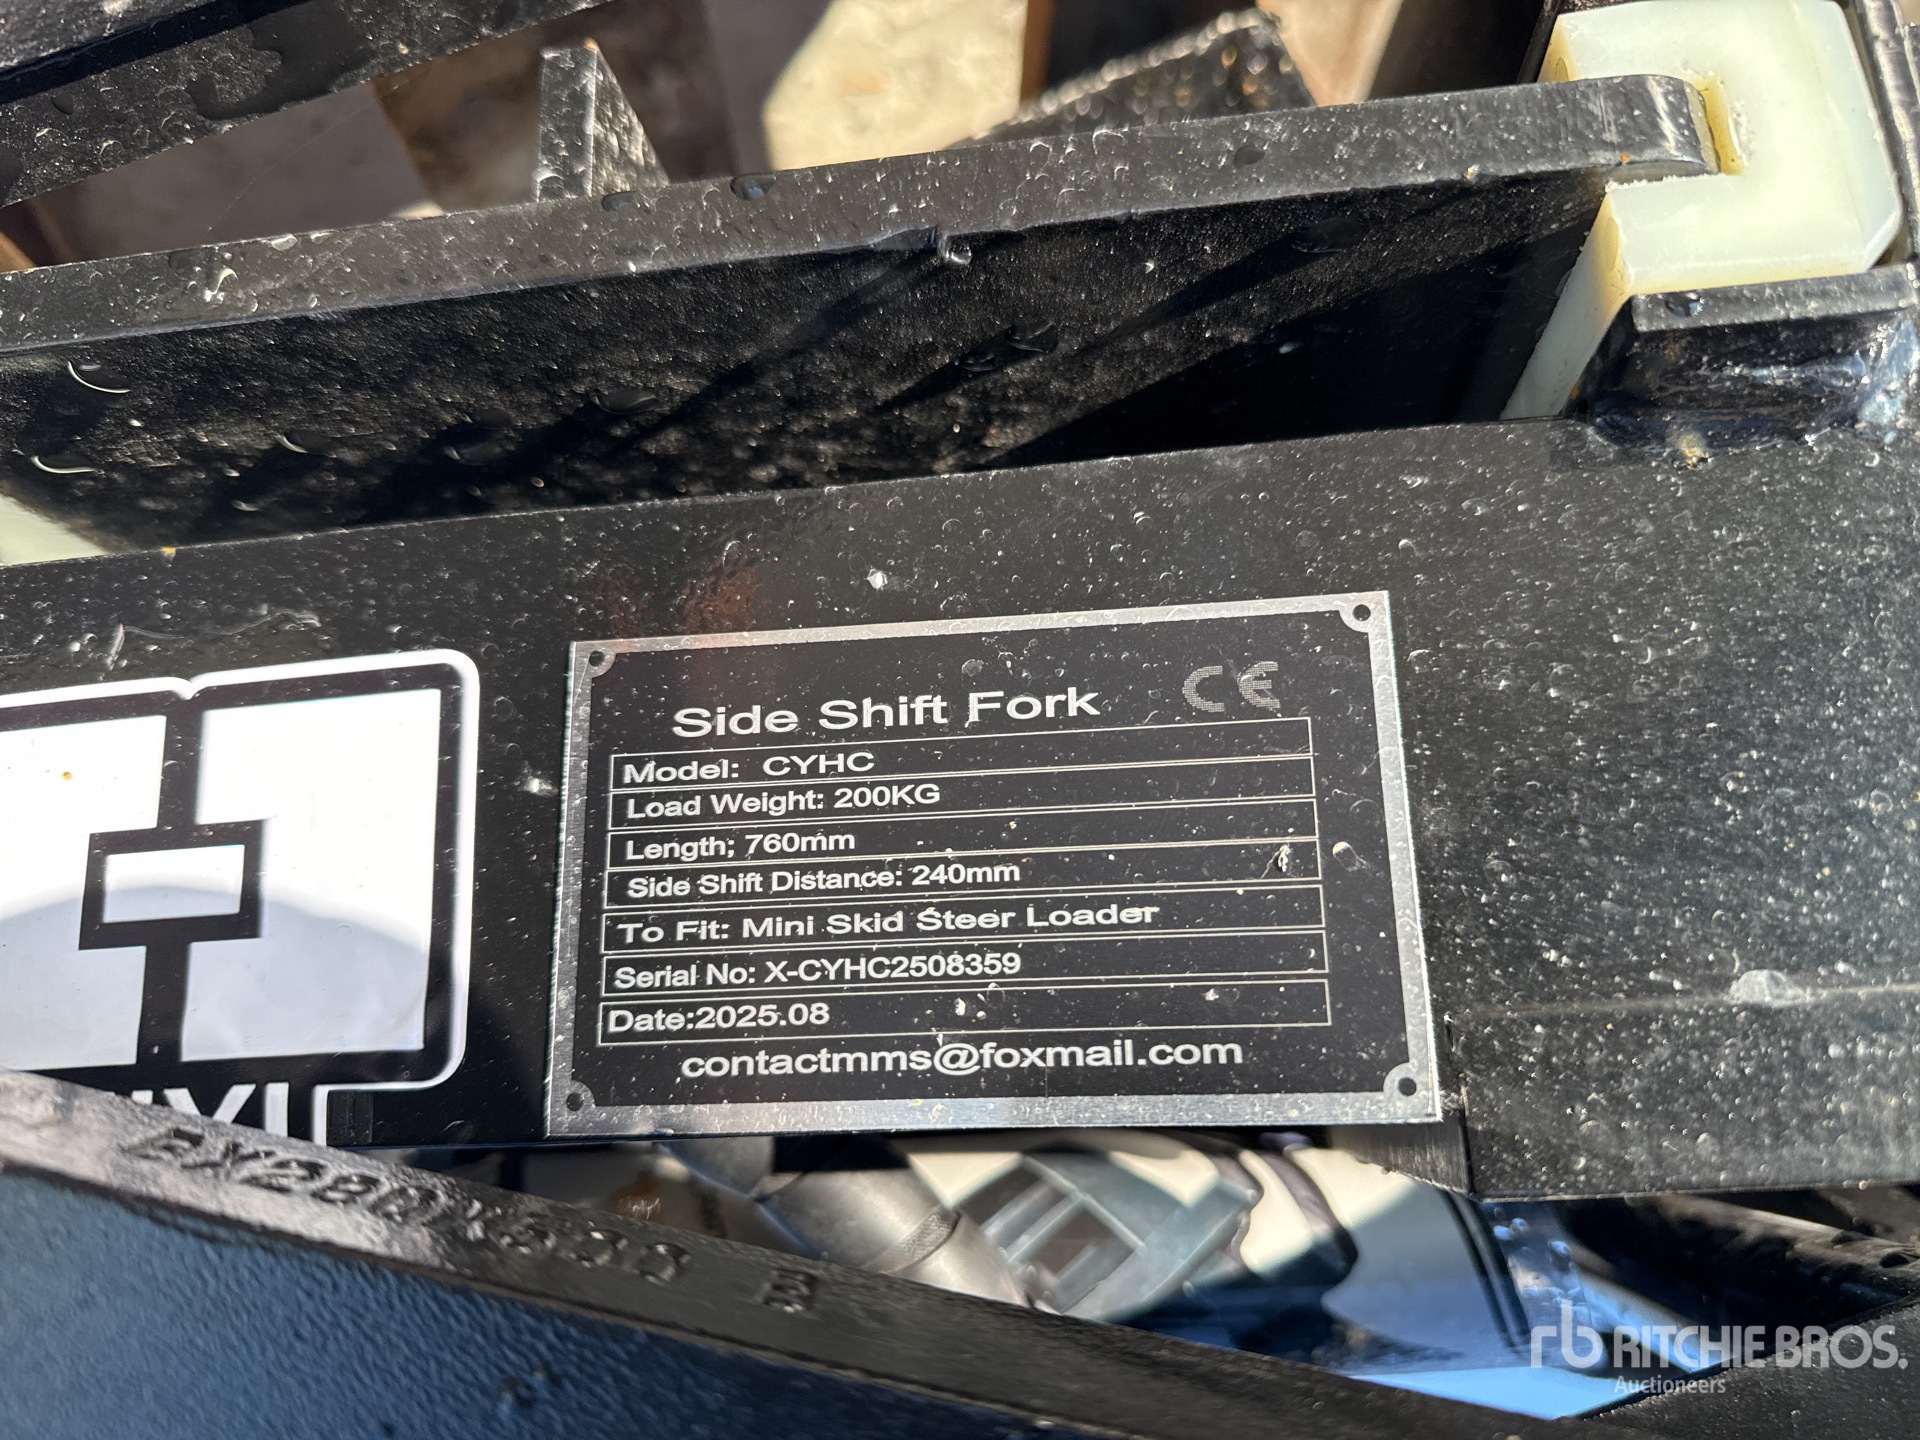 Side Shift Fork CE
Model: CYHC
Load Weight: 200KG
Length; 760mm
Side Shift Distance: 240mm
To Fit: Mini Skid Steer Loader
Serial No: X-CYHC2508359
Date:2025.08
contactmms@foxmail.com
rb RITCHIE BROS.
Auctioneers